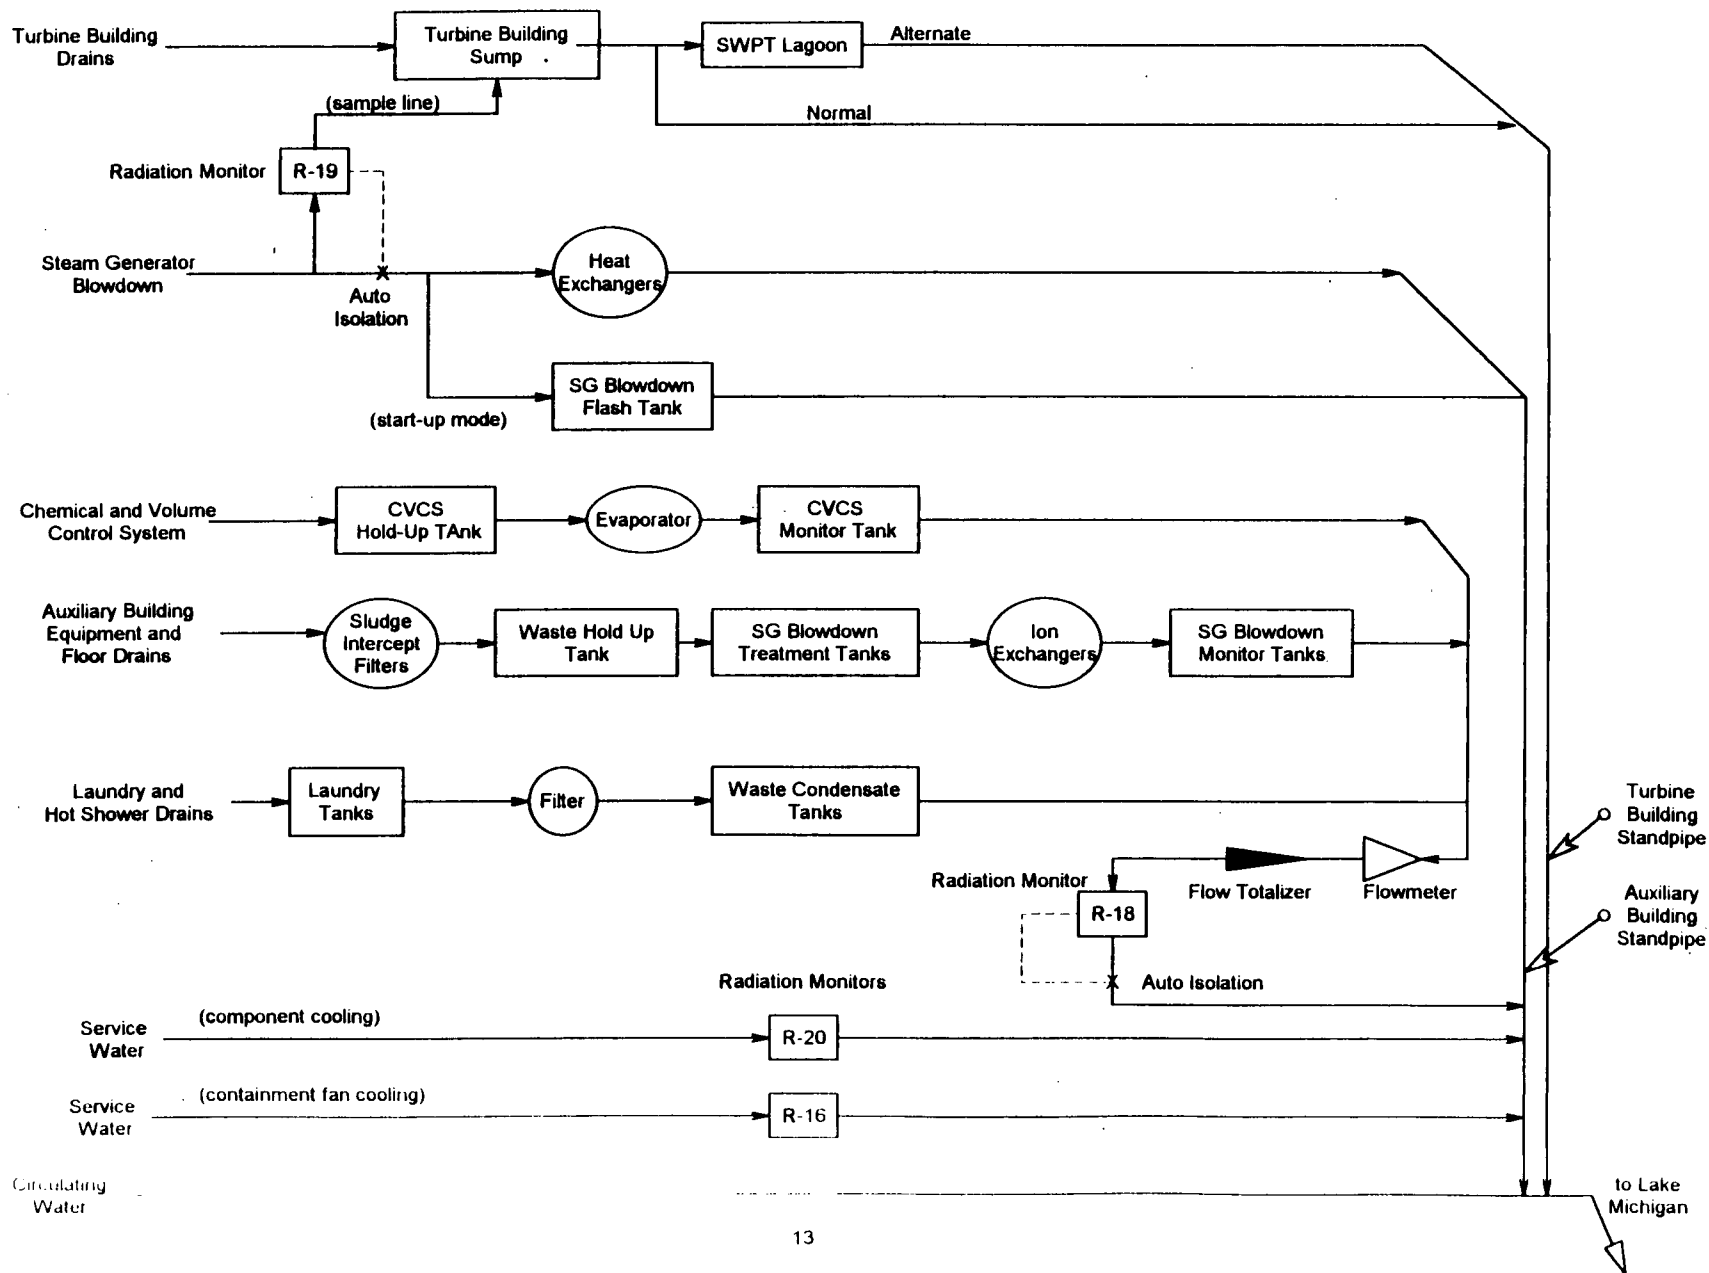 Turbine Building
Drains
Turbine Building
Sump
SWPT Lagoon
Alternate
(sample line)
Normal
Radiation Monitor
R-19
Steam Generator
Blowdown
Auto
Isolation
Heat
Exchangers
SG Blowdown
Flash Tank
(start-up mode)
Chemical and Volume
Control System
CVCS
Hold-Up TAnk
Evaporator
CVCS
Monitor Tank
Auxiliary Building
Equipment and
Floor Drains
Sludge
Intercept
Filters
Waste Hold Up
Tank
SG Blowdown
Treatment Tanks
Ion
Exchangers
SG Blowdown
Monitor Tanks
Laundry and
Hot Shower Drains
Laundry
Tanks
Filter
Waste Condensate
Tanks
Turbine
Building
Standpipe
Radiation Monitor
R-18
Flow Totalizer
Flowmeter
Auxiliary
Building
Standpipe
Radiation Monitors
Auto Isolation
Service
Water
(component cooling)
R-20
Service
Water
(containment fan cooling)
R-16
Circulating
Water
to Lake
Michigan
13